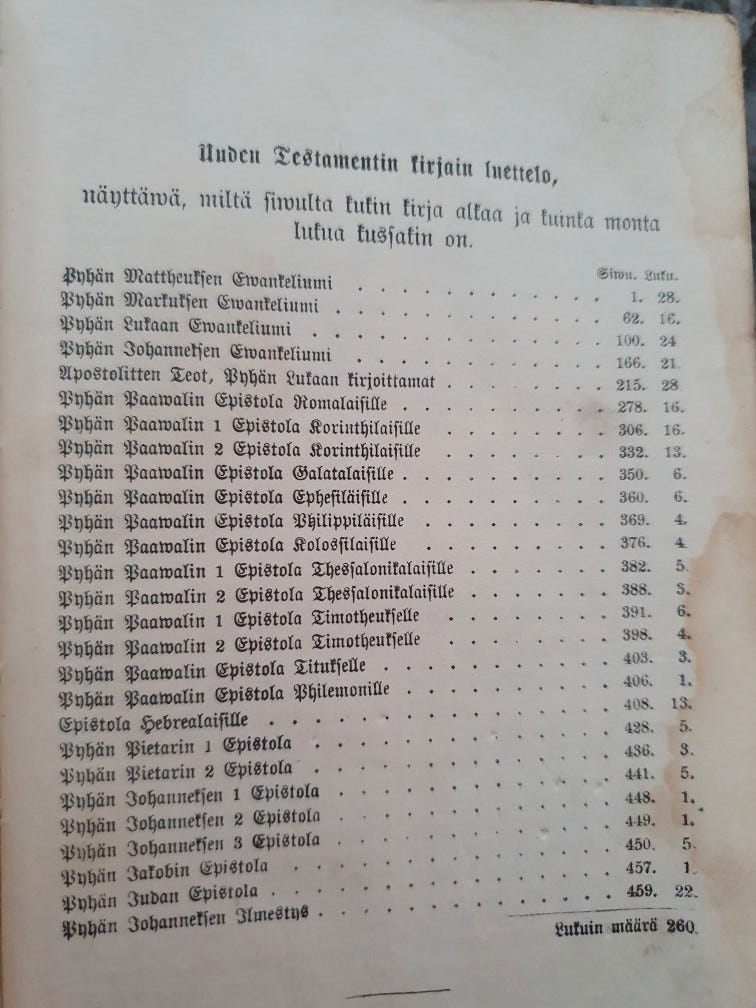 Uuden Testamentin kirjain luettelo,
näyttäwä, miltä siwulta kukin kirja alkaa ja kuinka monta
lukua kussakin on.
Siwu. Luku.
Pyhän Mattheuksen Ewankeliumi . . . . . . . . . . . 1. 28.
Pyhän Markuksen Ewankeliumi . . . . . . . . . . . . 62. 16.
Pyhän Lukaan Ewankeliumi . . . . . . . . . . . . 100. 24
Pyhän Johanneksen Ewankeliumi . . . . . . . . . . . 166. 21
Apostolitten Teot, Pyhän Lukaan kirjoittamat . . . . . . . 215. 28
Pyhän Paawalin Epistola Romalaisille . . . . . . . . . 278. 16.
Pyhän Paawalin 1 Epistola Korinthilaisille . . . . . . . . 306. 16.
Pyhän Paawalin 2 Epistola Korinthilaisille . . . . . . . . 332. 13.
Pyhän Paawalin Epistola Galatalaisille . . . . . . . . . 350. 6.
Pyhän Paawalin Epistola Ephesiläisille . . . . . . . . . 360. 6.
Pyhän Paawalin Epistola Philippiläisille . . . . . . . . 369. 4.
Pyhän Paawalin Epistola Kolossilaisille . . . . . . . . 376. 4
Pyhän Paawalin 1 Epistola Thessalonikalaisille . . . . . . 382. 5.
Pyhän Paawalin 2 Epistola Thessalonikalaisille . . . . . . 388. 3.
Pyhän Paawalin 1 Epistola Timotheukselle . . . . . . . 391. 6.
Pyhän Paawalin 2 Epistola Timotheukselle . . . . . . . 398. 4.
Pyhän Paawalin Epistola Titukselle . . . . . . . . . . 403. 3.
Pyhän Paawalin Epistola Philemonille . . . . . . . . . 406. 1.
Epistola Hebrealaisille . . . . . . . . . . . . . . 408. 13.
Pyhän Pietarin 1 Epistola . . . . . . . . . . . . 428. 5.
Pyhän Pietarin 2 Epistola . . . . . . . . . . . . 436. 3.
Pyhän Johanneksen 1 Epistola . . . . . . . . . . . 441. 5.
Pyhän Johanneksen 2 Epistola . . . . . . . . . . . 448. 1.
Pyhän Johanneksen 3 Epistola . . . . . . . . . . . 449. 1.
Pyhän Jakobin Epistola . . . . . . . . . . . . . 450. 5.
Pyhän Judan Epistola . . . . . . . . . . . . . . 457. 1.
Pyhän Johanneksen Ilmestys . . . . . . . . . . . . 459. 22.
Lukuin määrä 260.